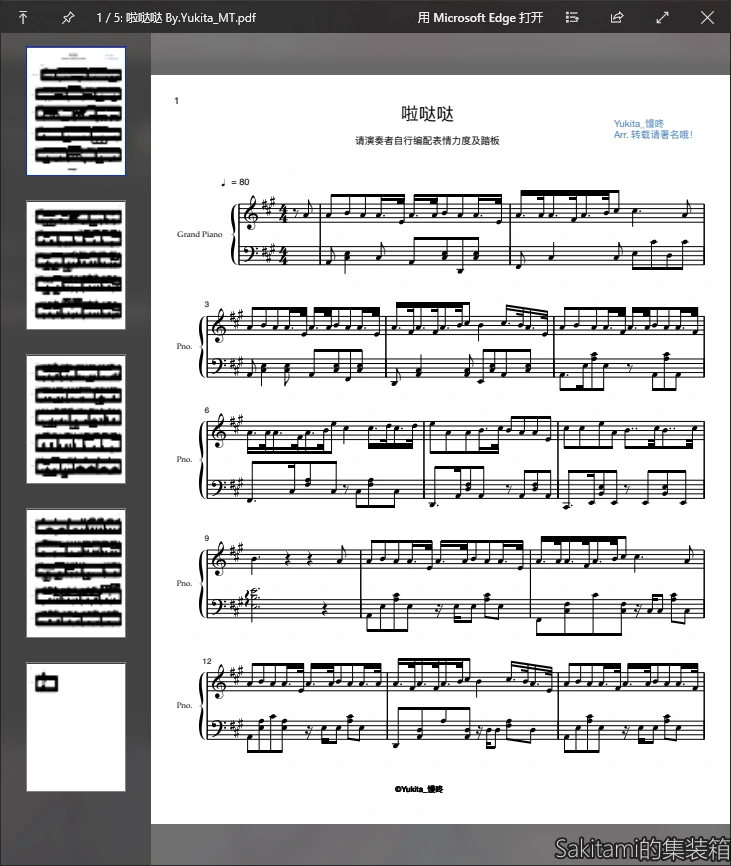 1 / 5: 啦哒哒 By.Yukita_MT.pdf
用 Microsoft Edge 打开
1
啦哒哒
请演奏者自行编配表情力度及踏板
Yukita_馒咚
Arr. 转载请署名哦！
♩ = 80
Grand Piano
3
Pno.
6
Pno.
9
Pno.
12
Pno.
©Yukita_馒咚
Sakitami的集装箱